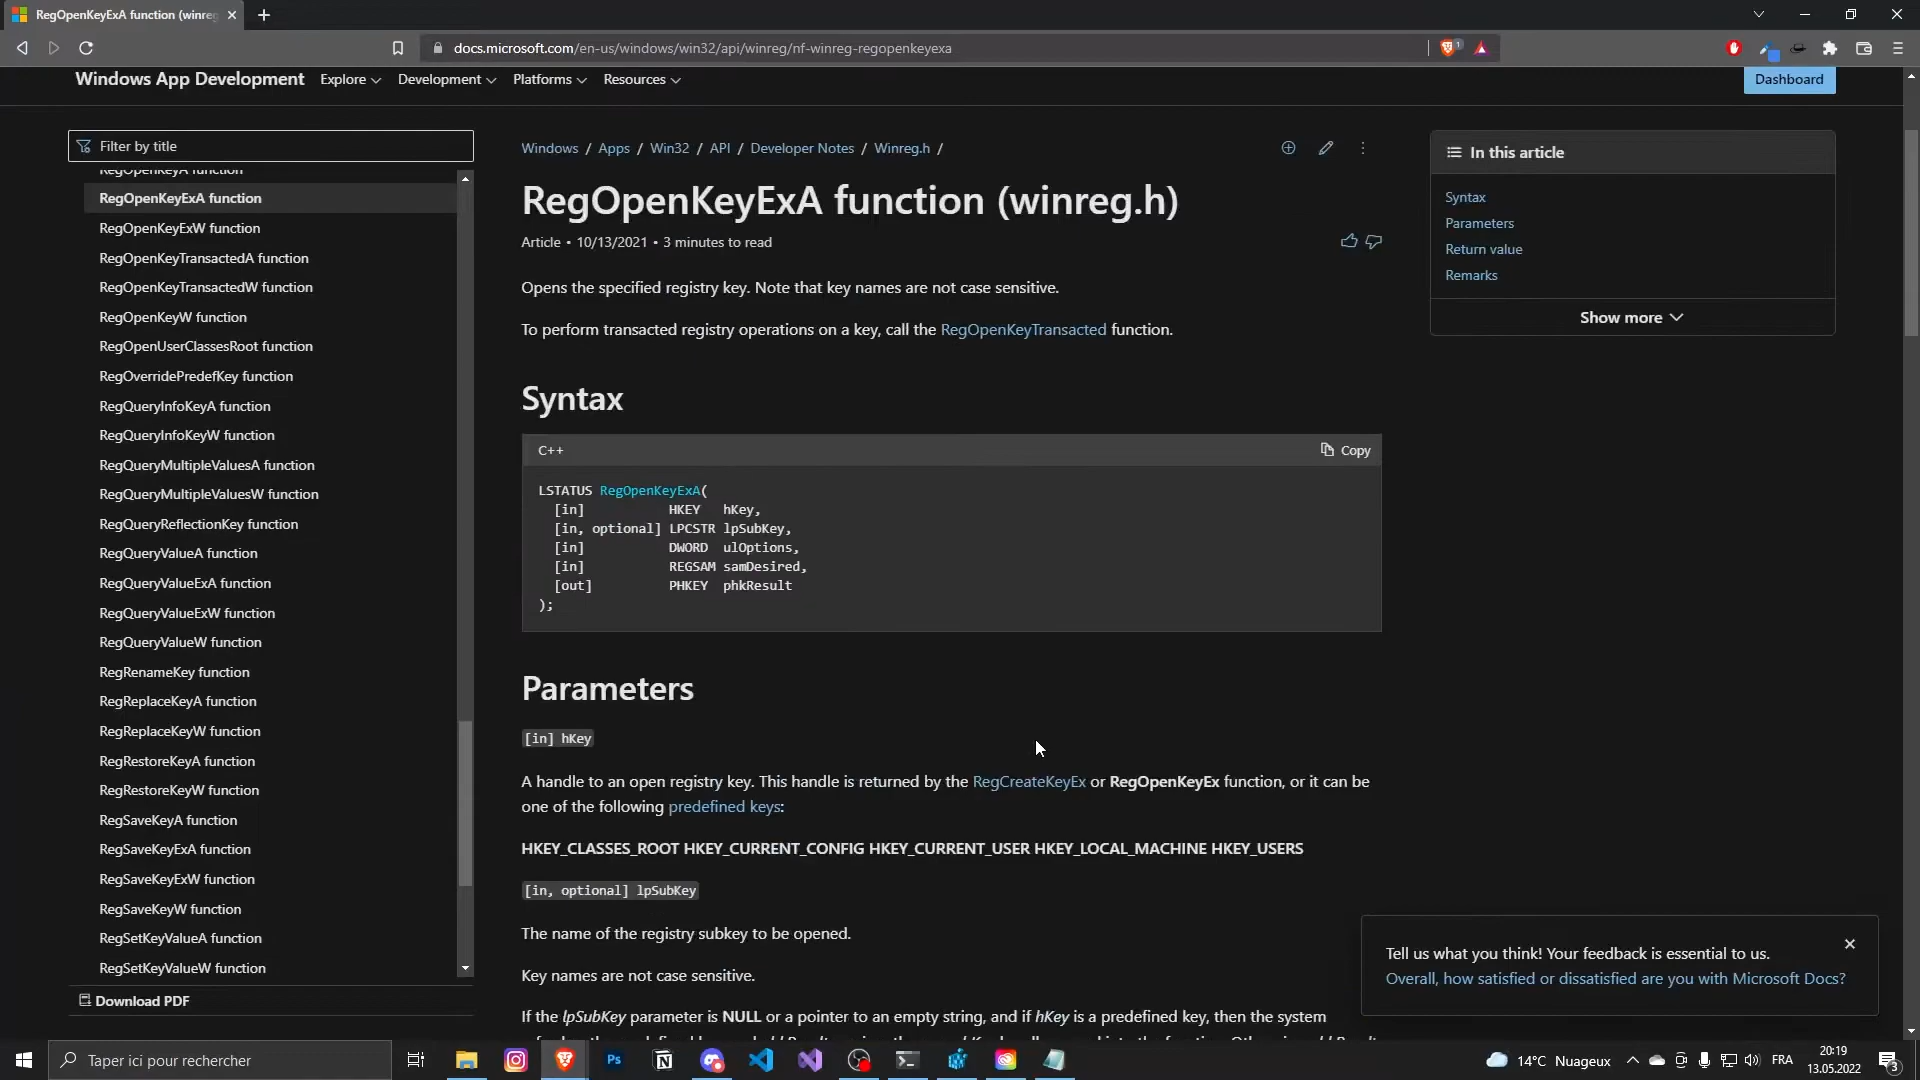 RegOpenKeyExA function (winreg
docs.microsoft.com/en-us/windows/win32/api/winreg/nf-winreg-regopenkeyexa
1
Windows App Development
Explore
Development
Platforms
Resources
Dashboard
Filter by title
RegOpenKeyA function
RegOpenKeyExA function
RegOpenKeyExW function
RegOpenKeyTransactedA function
RegOpenKeyTransactedW function
RegOpenKeyW function
RegOpenUserClassesRoot function
RegOverridePredefKey function
RegQueryInfoKeyA function
RegQueryInfoKeyW function
RegQueryMultipleValuesA function
RegQueryMultipleValuesW function
RegQueryReflectionKey function
RegQueryValueA function
RegQueryValueExA function
RegQueryValueExW function
RegQueryValueW function
RegRenameKey function
RegReplaceKeyA function
RegReplaceKeyW function
RegRestoreKeyA function
RegRestoreKeyW function
RegSaveKeyA function
RegSaveKeyExA function
RegSaveKeyExW function
RegSaveKeyW function
RegSetKeyValueA function
RegSetKeyValueW function
Download PDF
Windows / Apps / Win32 / API / Developer Notes / Winreg.h /
RegOpenKeyExA function (winreg.h)
Article • 10/13/2021 • 3 minutes to read
Opens the specified registry key. Note that key names are not case sensitive.
To perform transacted registry operations on a key, call the RegOpenKeyTransacted function.
Syntax
C++
Copy
LSTATUS RegOpenKeyExA(
[in] HKEY hKey,
[in, optional] LPCSTR lpSubKey,
[in] DWORD ulOptions,
[in] REGSAM samDesired,
[out] PHKEY phkResult
);
Parameters
[in] hKey
A handle to an open registry key. This handle is returned by the RegCreateKeyEx or RegOpenKeyEx function, or it can be
one of the following predefined keys:
HKEY_CLASSES_ROOT HKEY_CURRENT_CONFIG HKEY_CURRENT_USER HKEY_LOCAL_MACHINE HKEY_USERS
[in, optional] lpSubKey
The name of the registry subkey to be opened.
Key names are not case sensitive.
If the lpSubKey parameter is NULL or a pointer to an empty string, and if hKey is a predefined key, then the system
In this article
Syntax
Parameters
Return value
Remarks
Show more
Tell us what you think! Your feedback is essential to us.
Overall, how satisfied or dissatisfied are you with Microsoft Docs?
Taper ici pour rechercher
Ps
14°C Nuageux
FRA
20:19
13.05.2022
3